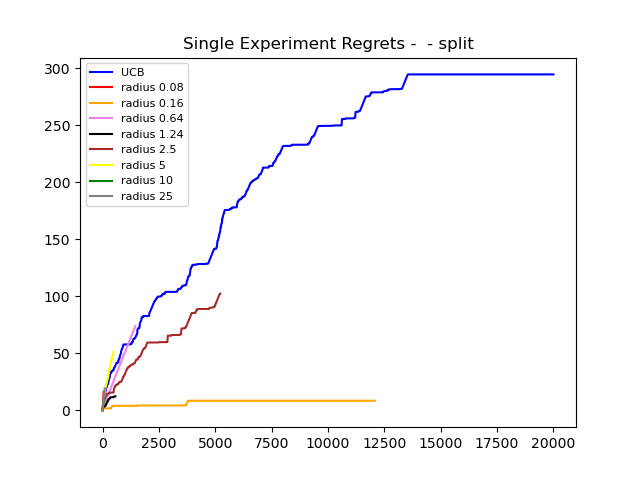 Single Experiment Regrets -  - split
300
250
200
150
100
50
0
UCB
radius 0.08
radius 0.16
radius 0.64
radius 1.24
radius 2.5
radius 5
radius 10
radius 25
0 2500 5000 7500 10000 12500 15000 17500 20000